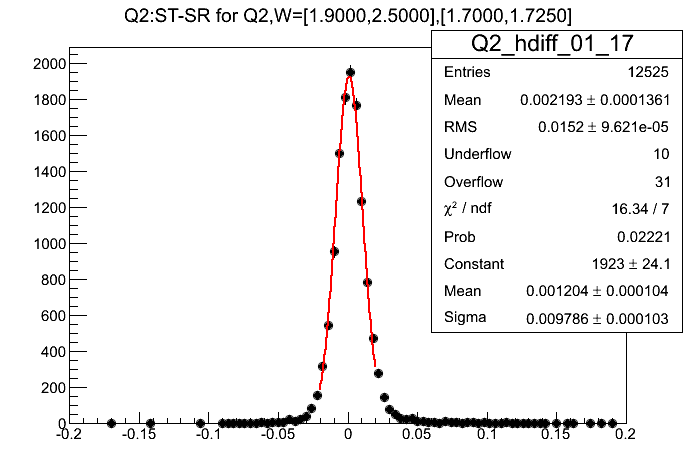 Q2:ST-SR for Q2,W=[1.9000,2.5000],[1.7000,1.7250]
Q2_hdiff_01_17
Entries 12525
Mean 0.002193 ± 0.0001361
RMS 0.0152 ± 9.621e-05
Underflow 10
Overflow 31
χ² / ndf 16.34 / 7
Prob 0.02221
Constant 1923 ± 24.1
Mean 0.001204 ± 0.000104
Sigma 0.009786 ± 0.000103
2000
1800
1600
1400
1200
1000
800
600
400
200
0
-0.2 -0.15 -0.1 -0.05 0 0.05 0.1 0.15 0.2